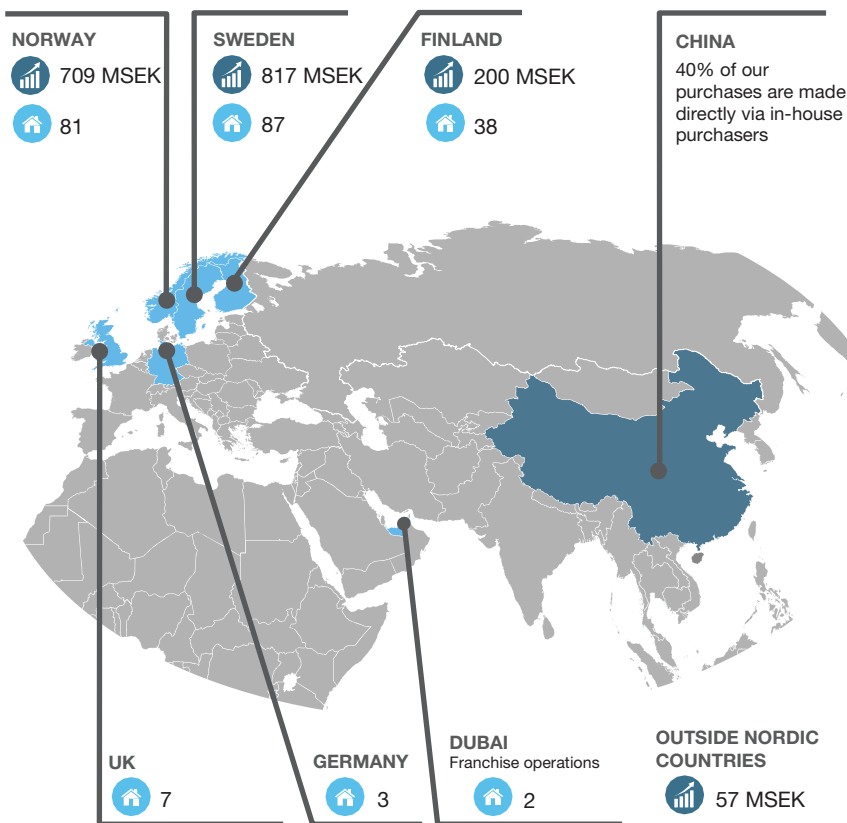 NORWAY
709 MSEK
81
SWEDEN
817 MSEK
87
FINLAND
200 MSEK
38
CHINA
40% of our
purchases are made
directly via in-house
purchasers
UK
7
GERMANY
3
DUBAI
Franchise operations
2
OUTSIDE NORDIC
COUNTRIES
57 MSEK